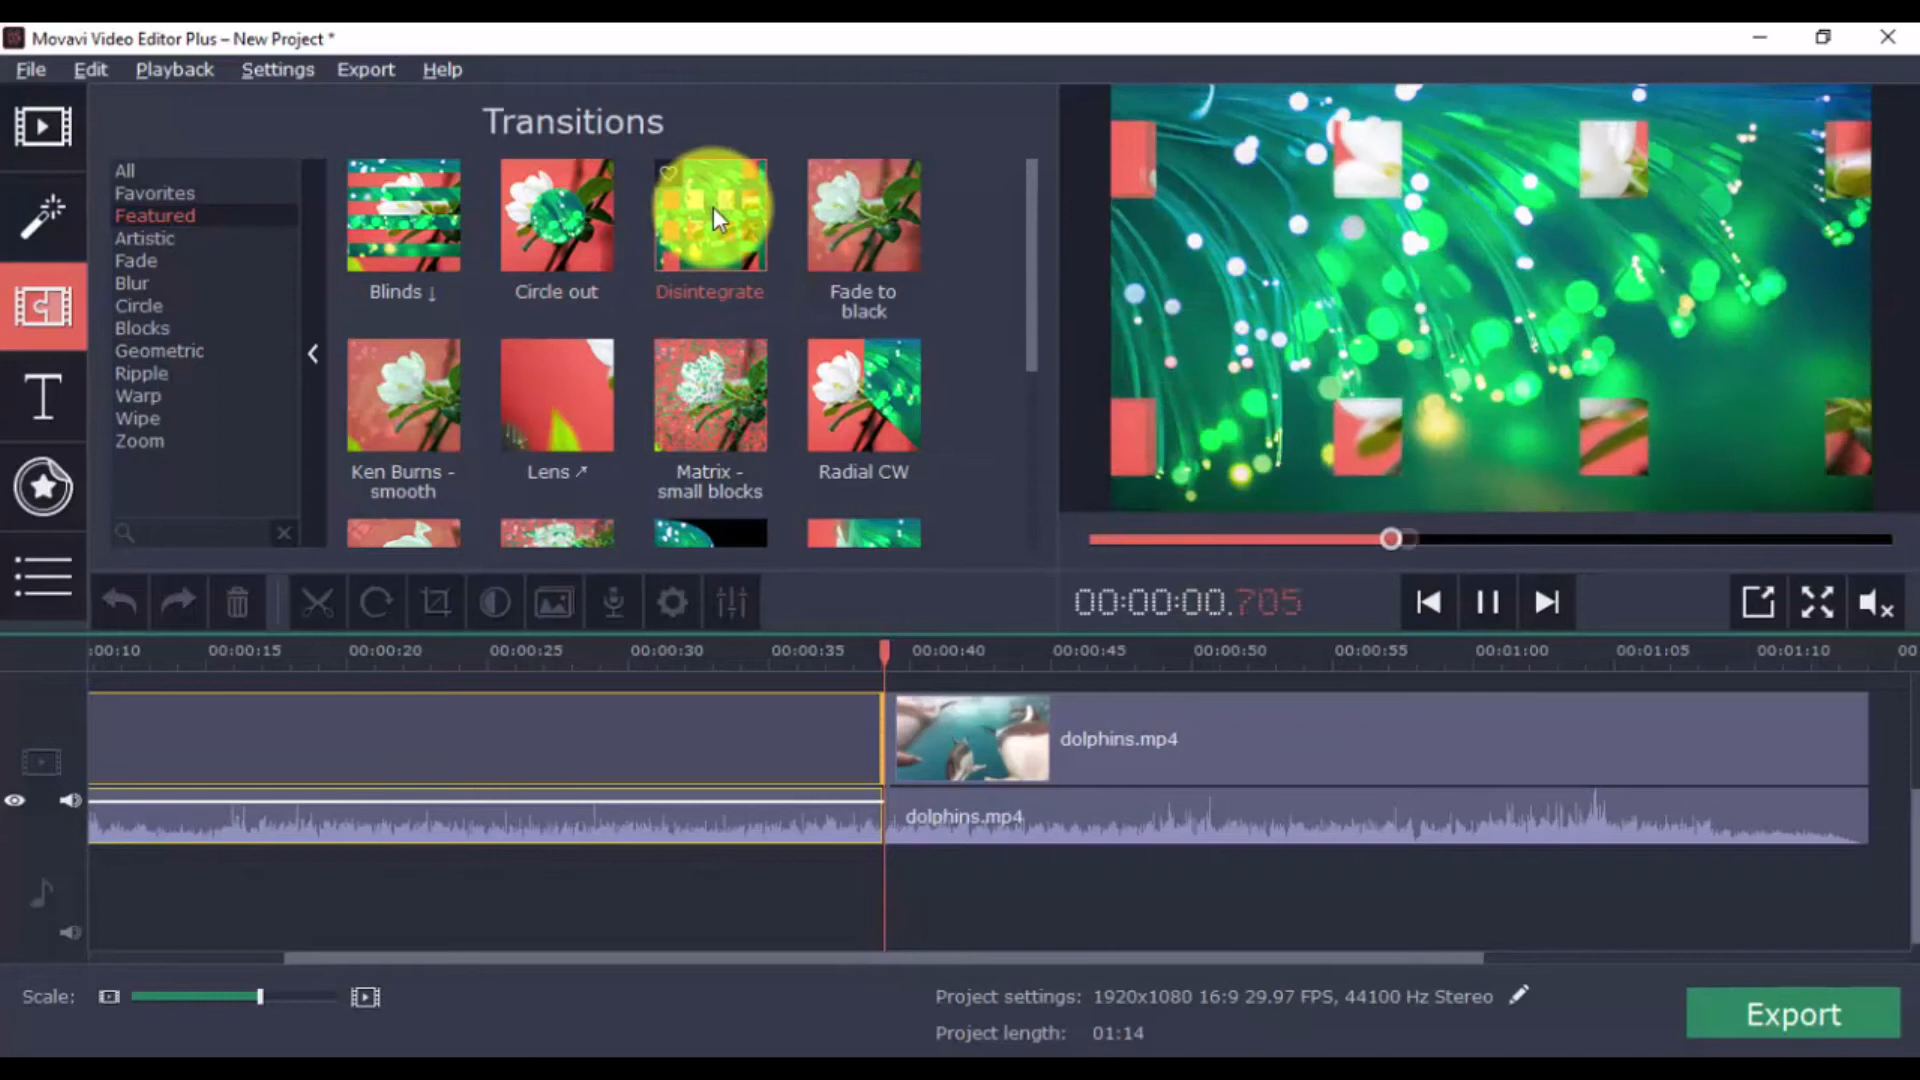 Movavi Video Editor Plus – New Project *
File Edit Playback Settings Export Help
Transitions
All
Favorites
Featured
Artistic
Fade
Blur
Circle
Blocks
Geometric
Ripple
Warp
Wipe
Zoom
Blinds ↓
Circle out
Disintegrate
Fade to
black
Ken Burns -
smooth
Lens ↗
Matrix -
small blocks
Radial CW
00:00:00.705
:00:10 00:00:15 00:00:20 00:00:25 00:00:30 00:00:35 00:00:40 00:00:45 00:00:50 00:00:55 00:01:00 00:01:05 00:01:10 00
dolphins.mp4
dolphins.mp4
Scale:
Project settings: 1920x1080 16:9 29.97 FPS, 44100 Hz Stereo
Project length: 01:14
Export